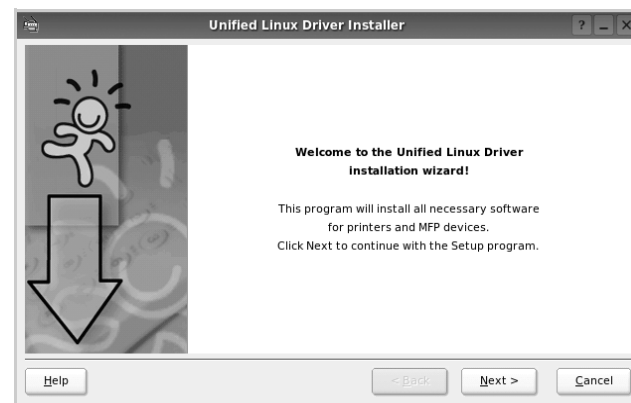 Unified Linux Driver Installer
Welcome to the Unified Linux Driver
installation wizard!
This program will install all necessary software
for printers and MFP devices.
Click Next to continue with the Setup program.
Help
< Back
Next >
Cancel